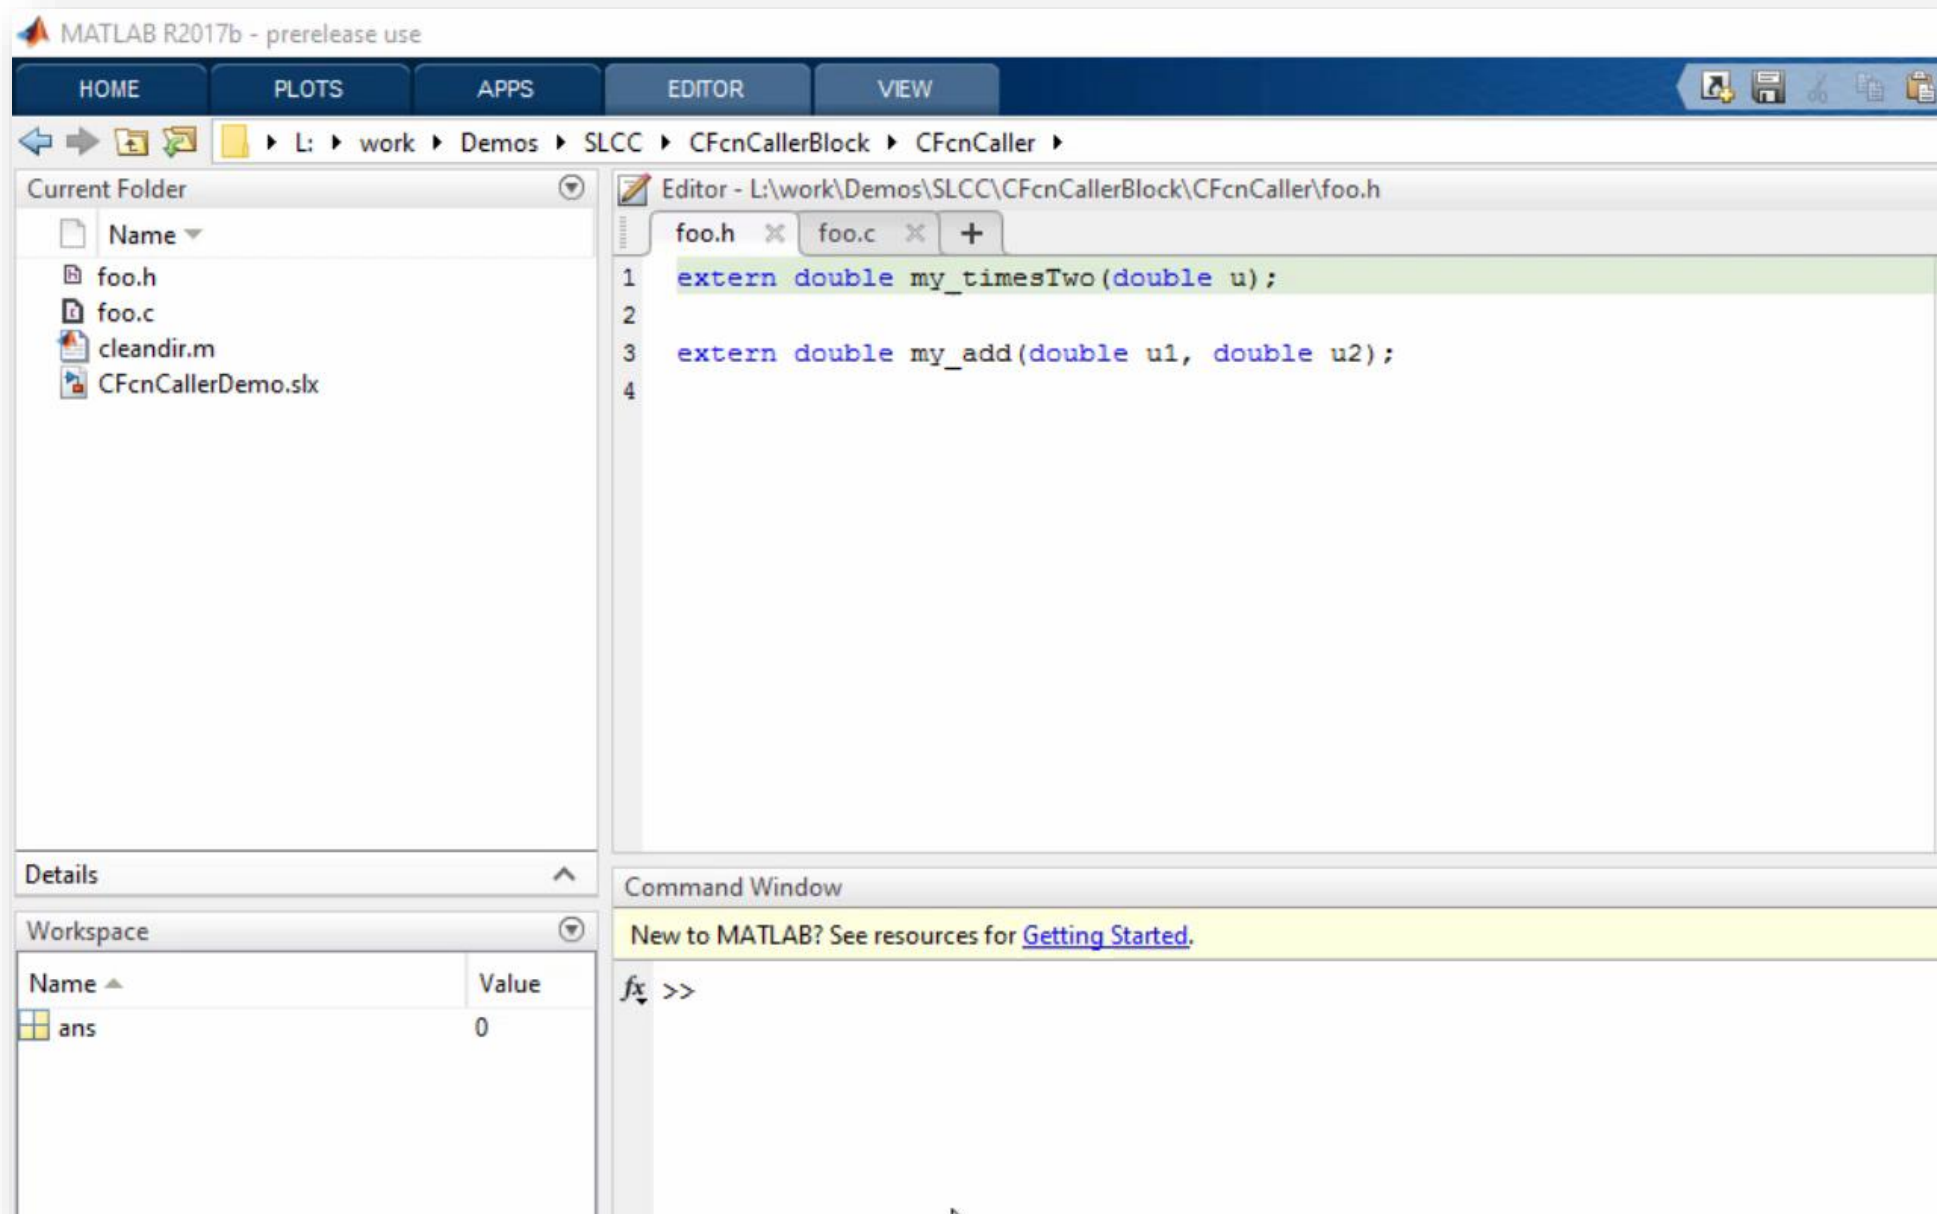 MATLAB R2017b - prerelease use
HOME PLOTS APPS EDITOR VIEW
L: work Demos SLCC CFcnCallerBlock CFcnCaller
Current Folder
Name
foo.h
foo.c
cleandir.m
CFcnCallerDemo.slx
Details
Workspace
Name Value
ans 0
Editor - L:\work\Demos\SLCC\CFcnCallerBlock\CFcnCaller\foo.h
foo.h foo.c +
1 extern double my_timesTwo(double u);
2
3 extern double my_add(double u1, double u2);
4
Command Window
New to MATLAB? See resources for Getting Started.
fx >>